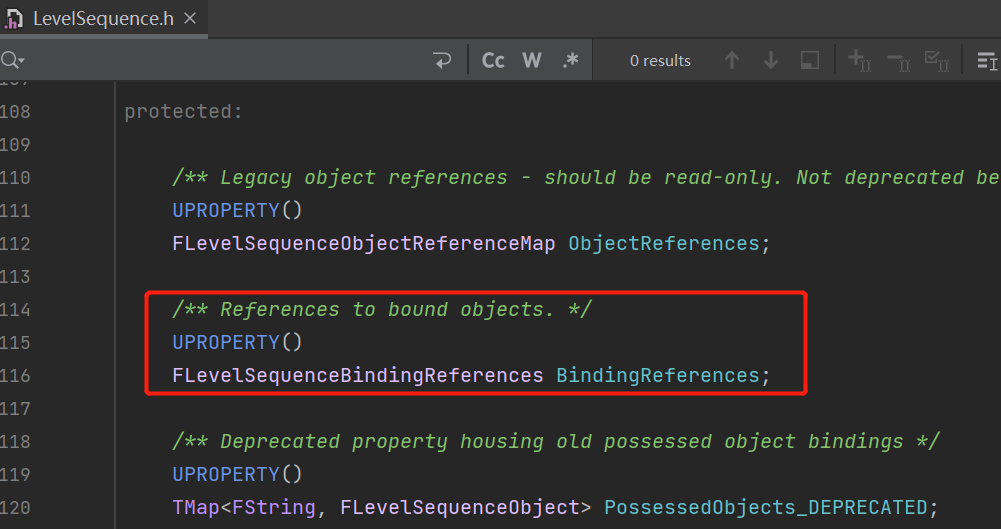 LevelSequence.h
Cc W .* 0 results
108 protected:
109
110 /** Legacy object references - should be read-only. Not deprecated be
111 UPROPERTY()
112 FLevelSequenceObjectReferenceMap ObjectReferences;
113
114 /** References to bound objects. */
115 UPROPERTY()
116 FLevelSequenceBindingReferences BindingReferences;
117
118 /** Deprecated property housing old possessed object bindings */
119 UPROPERTY()
120 TMap<FString, FLevelSequenceObject> PossessedObjects_DEPRECATED;